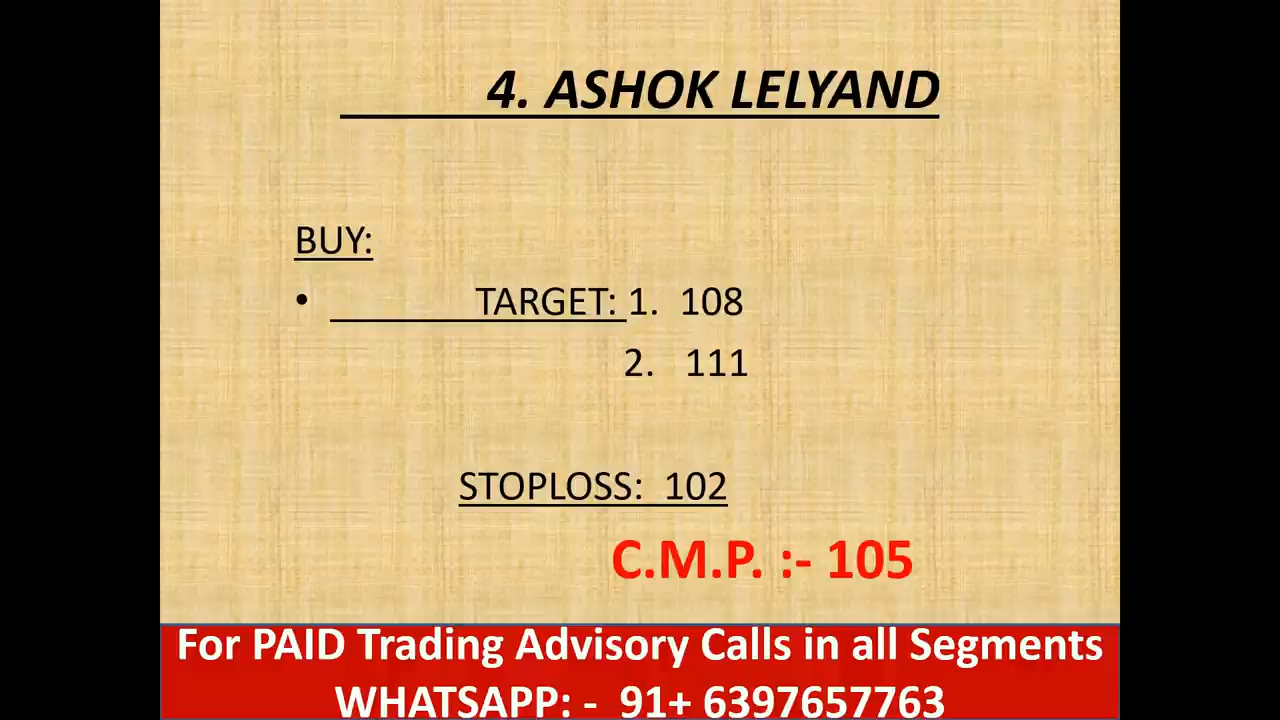 4. ASHOK LELYAND
BUY:
• TARGET: 1. 108
2. 111
STOPLOSS: 102
C.M.P. :- 105
For PAID Trading Advisory Calls in all Segments
WHATSAPP: - 91+ 6397657763